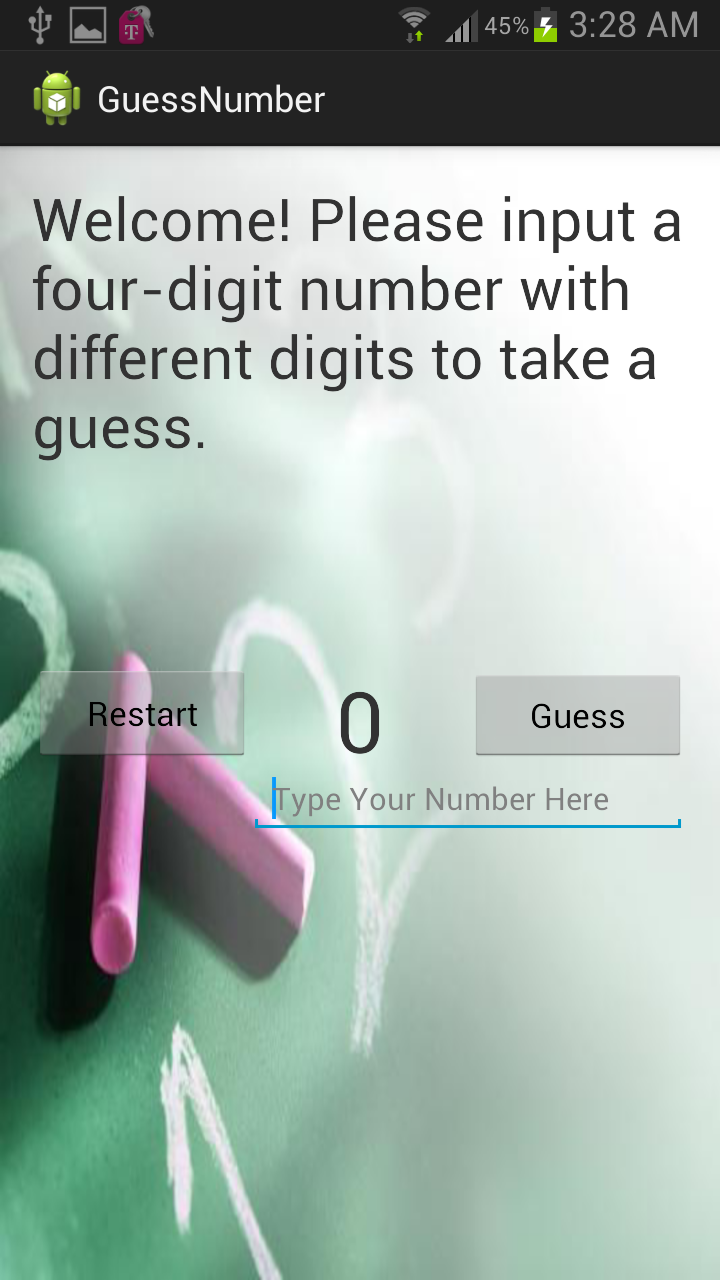 45% 3:28 AM
GuessNumber
Welcome! Please input a
four-digit number with
different digits to take a
guess.
Restart 0 Guess
Type Your Number Here